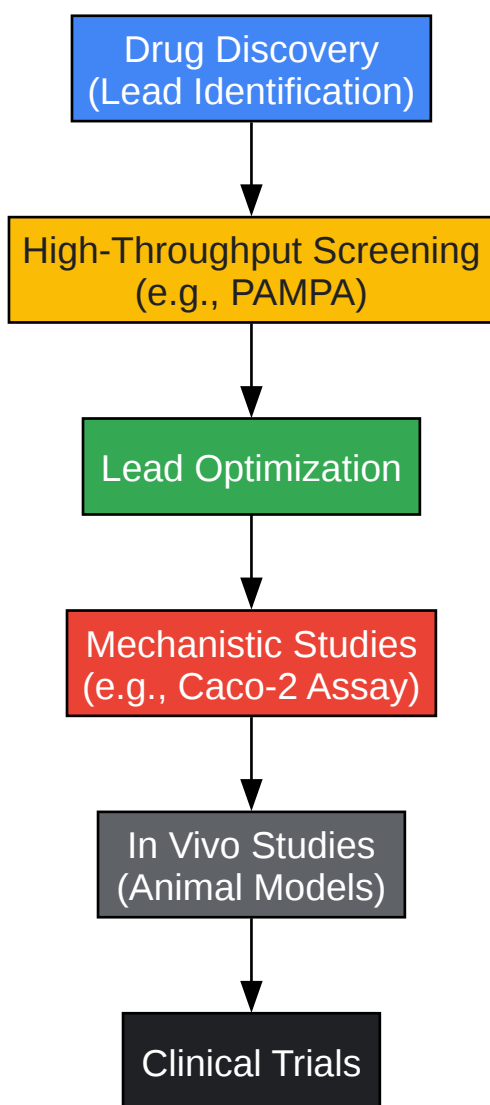 Drug Discovery
(Lead Identification)
High-Throughput Screening
(e.g., PAMPA)
Lead Optimization
Mechanistic Studies
(e.g., Caco-2 Assay)
In Vivo Studies
(Animal Models)
Clinical Trials